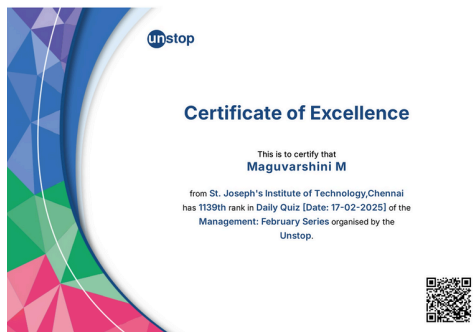 unstop
Certificate of Excellence
This is to certify that
Maguvarshini M
from St. Joseph's Institute of Technology,Chennai
has 1139th rank in Daily Quiz [Date: 17-02-2025] of the
Management: February Series organised by the
Unstop.